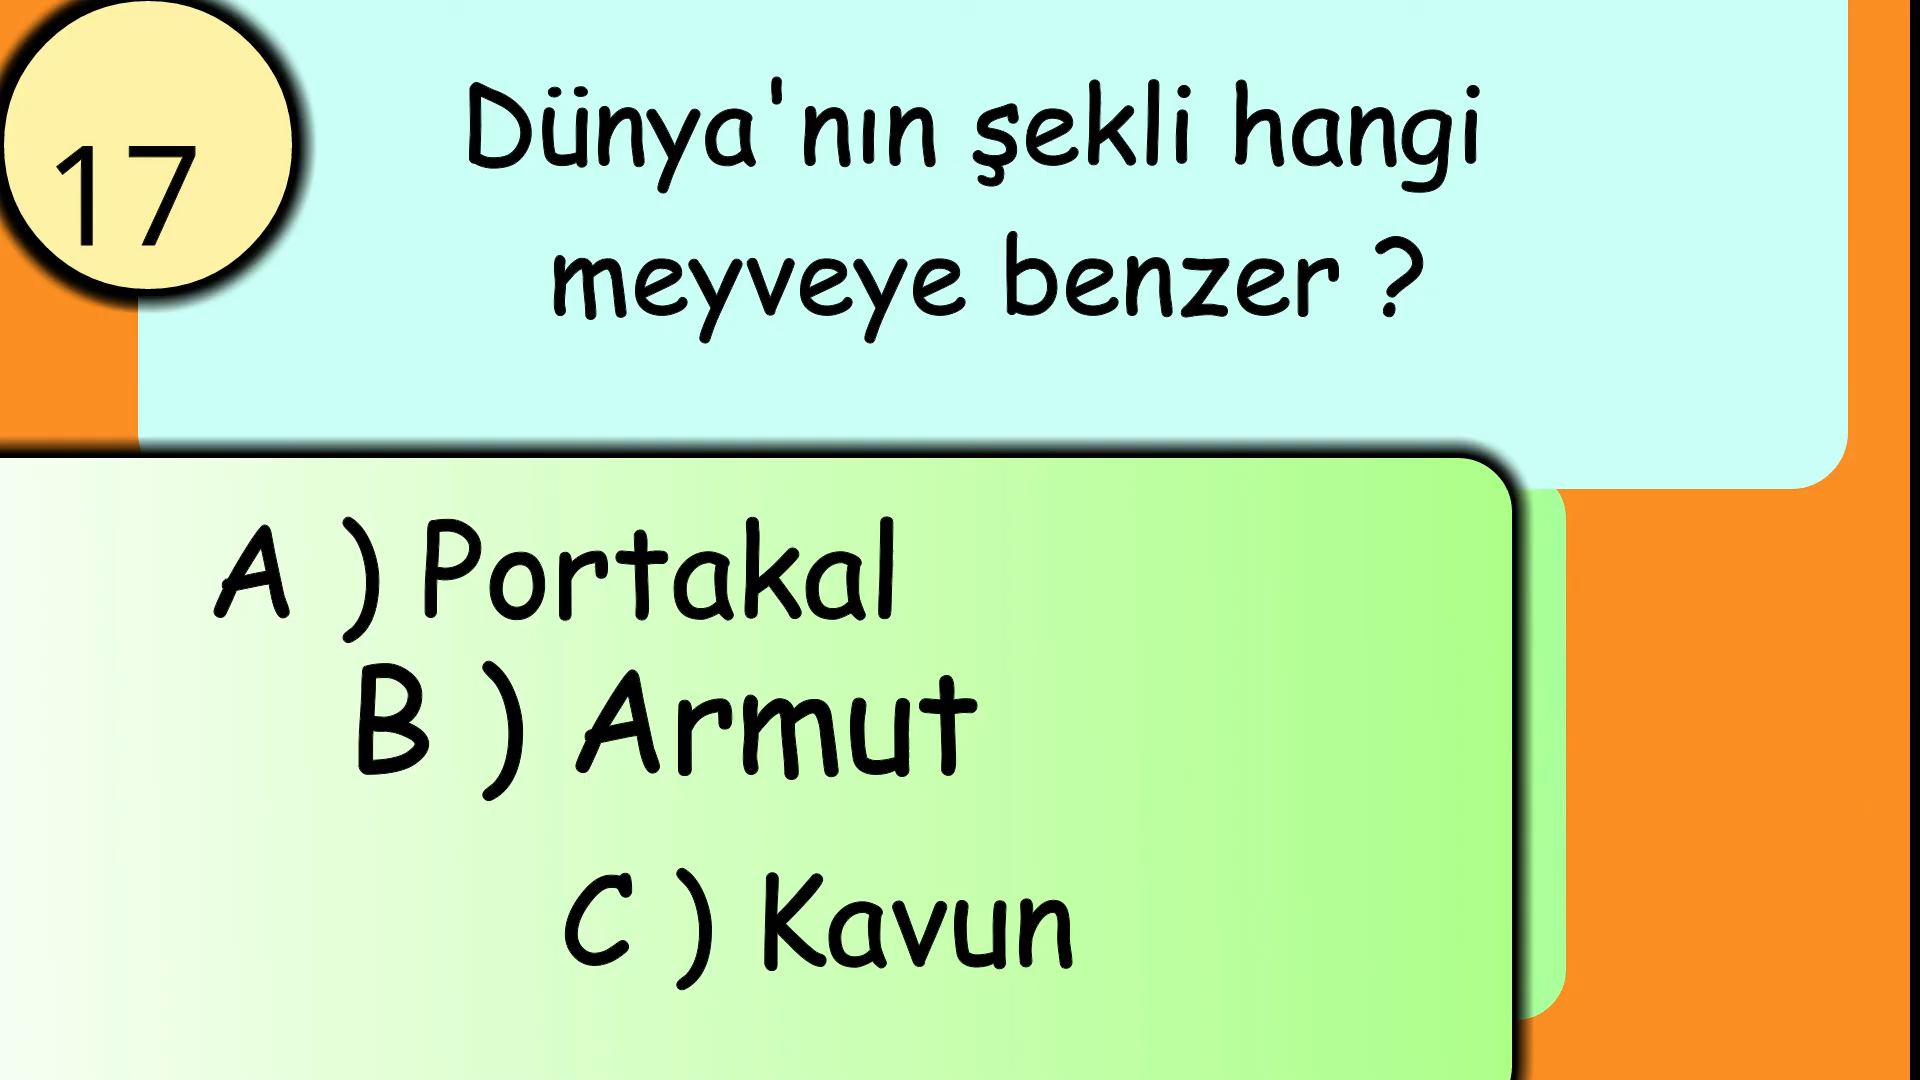 17
Dünya'nın şekli hangi
meyveye benzer ?
A ) Portakal
B ) Armut
C ) Kavun